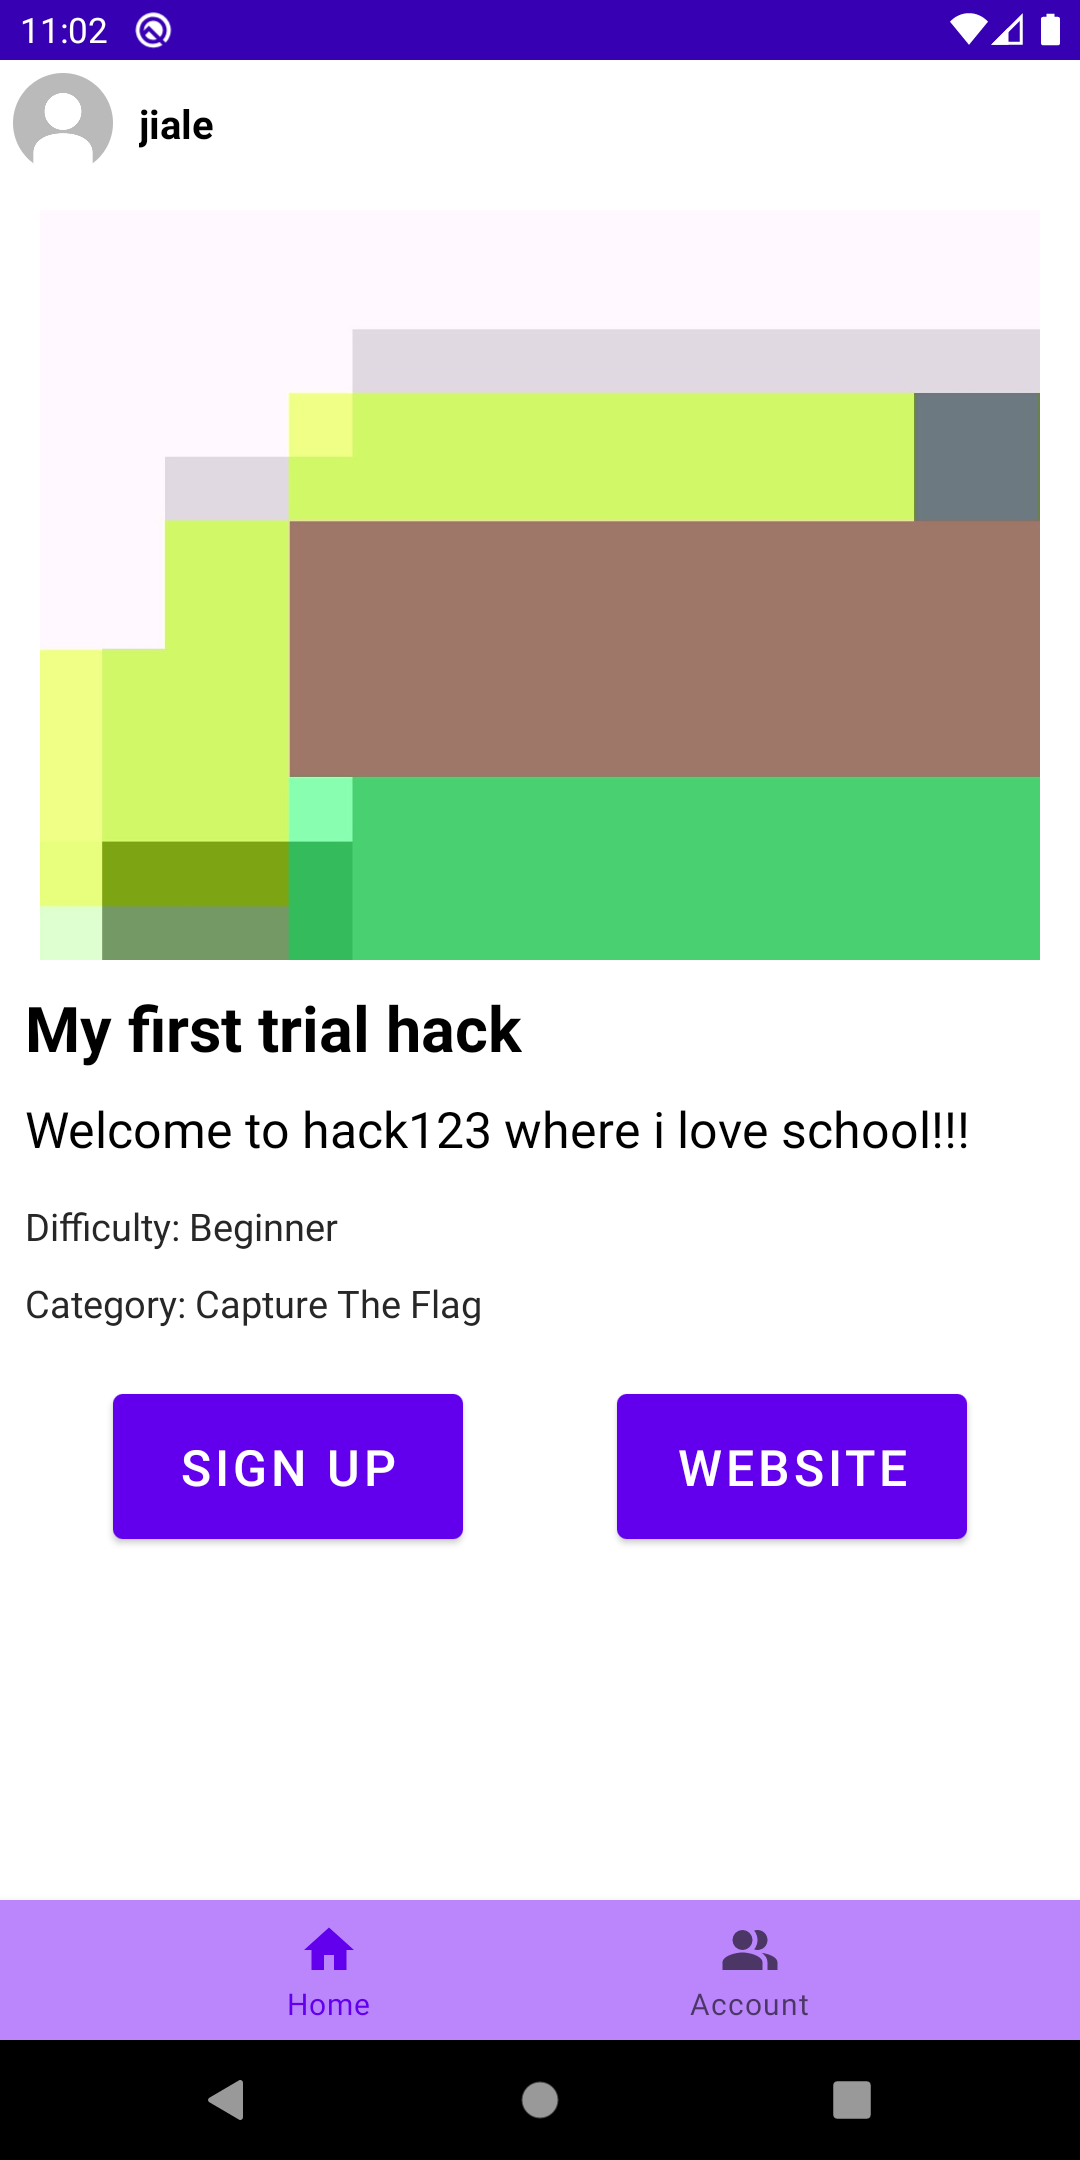 11:02
jiale
My first trial hack
Welcome to hack123 where i love school!!!
Difficulty: Beginner
Category: Capture The Flag
SIGN UP
WEBSITE
Home
Account